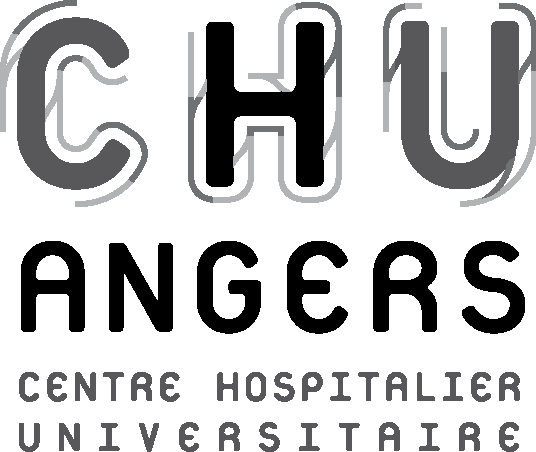 CHU
ANGERS
CENTRE HOSPITALIER
UNIVERSITAIRE